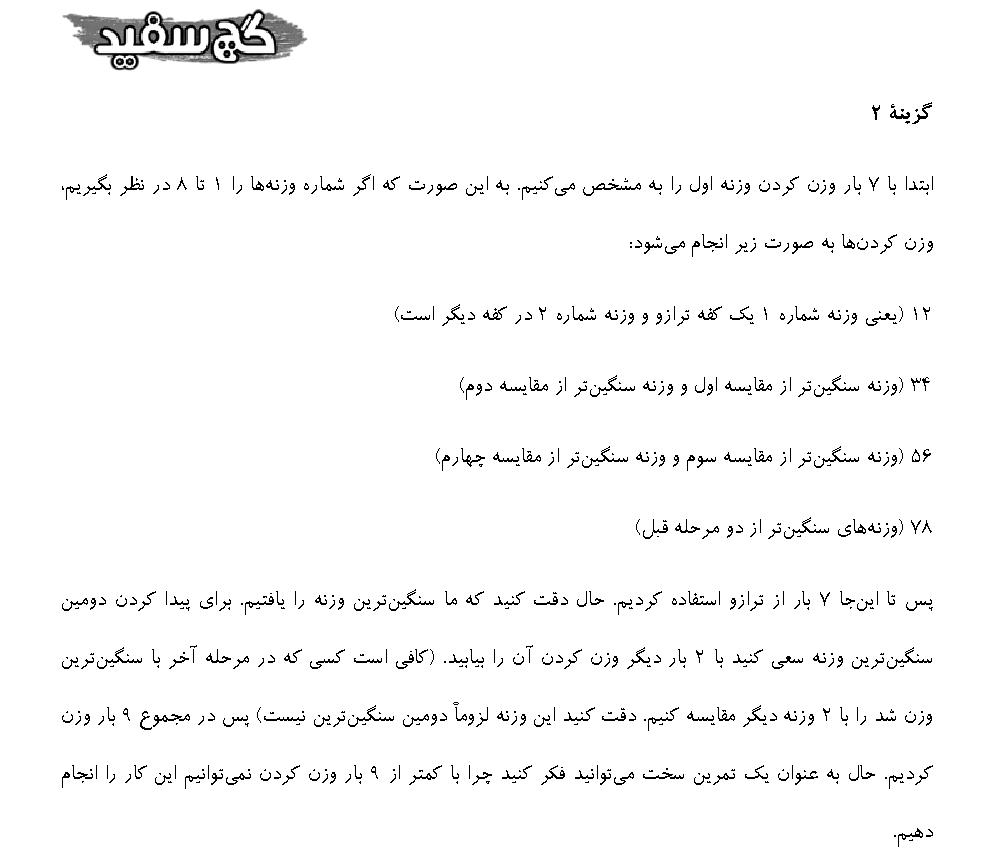 گچ سفید
گزینهٔ ۲
ابتدا با ۷ بار وزن کردن وزنه اول را به مشخص می‌کنیم. به این صورت که اگر شماره وزنه‌ها را ۱ تا ۸ در نظر بگیریم،
وزن کردن‌ها به صورت زیر انجام می‌شود:
۱۲ (یعنی وزنه شماره ۱ یک کفه ترازو و وزنه شماره ۲ در کفه دیگر است)
۳۴ (وزنه سنگین‌تر از مقایسه اول و وزنه سنگین‌تر از مقایسه دوم)
۵۶ (وزنه سنگین‌تر از مقایسه سوم و وزنه سنگین‌تر از مقایسه چهارم)
۷۸ (وزنه‌های سنگین‌تر از دو مرحله قبل)
پس تا این‌جا ۷ بار از ترازو استفاده کردیم. حال دقت کنید که ما سنگین‌ترین وزنه را یافتیم. برای پیدا کردن دومین
سنگین‌ترین وزنه سعی کنید با ۲ بار دیگر وزن کردن آن را بیابید. (کافی است کسی که در مرحله آخر با سنگین‌ترین
وزن شد را با ۲ وزنه دیگر مقایسه کنیم. دقت کنید این وزنه لزوماً دومین سنگین‌ترین نیست) پس در مجموع ۹ بار وزن
کردیم. حال به عنوان یک تمرین سخت می‌توانید فکر کنید چرا با کمتر از ۹ بار وزن کردن نمی‌توانیم این کار را انجام
دهیم.